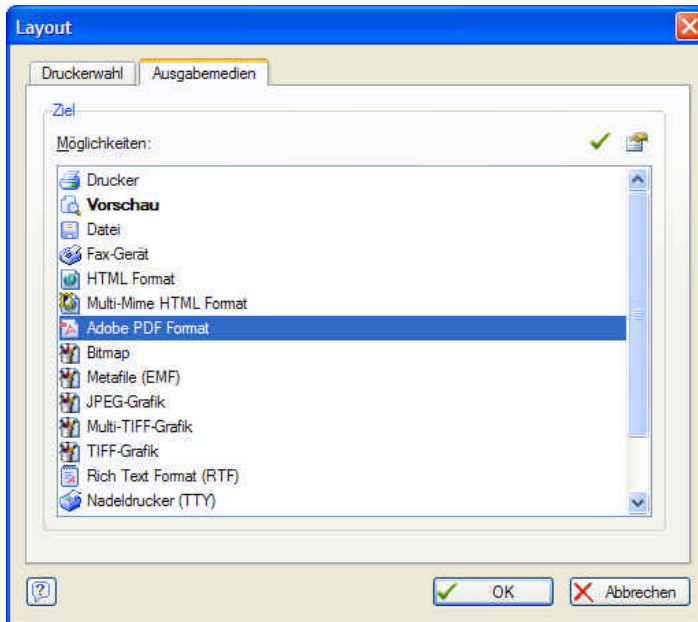 Layout
Druckerwahl Ausgabemedien
Ziel
Möglichkeiten:
Drucker
Vorschau
Datei
Fax-Gerät
HTML Format
Multi-Mime HTML Format
Adobe PDF Format
Bitmap
Metafile (EMF)
JPEG-Grafik
Multi-TIFF-Grafik
TIFF-Grafik
Rich Text Format (RTF)
Nadeldrucker (TTY)
? OK Abbrechen